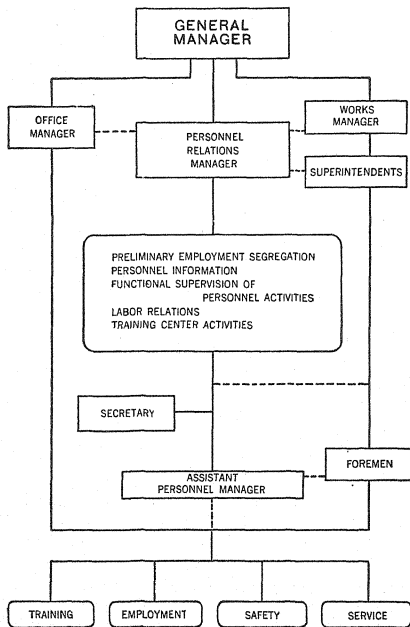 GENERAL
MANAGER
OFFICE
MANAGER
WORKS
MANAGER
PERSONNEL
RELATIONS
MANAGER
SUPERINTENDENTS
PRELIMINARY EMPLOYMENT SEGREGATION
PERSONNEL INFORMATION
FUNCTIONAL SUPERVISION OF
PERSONNEL ACTIVITIES
LABOR RELATIONS
TRAINING CENTER ACTIVITIES
SECRETARY
FOREMEN
ASSISTANT
PERSONNEL MANAGER
TRAINING
EMPLOYMENT
SAFETY
SERVICE